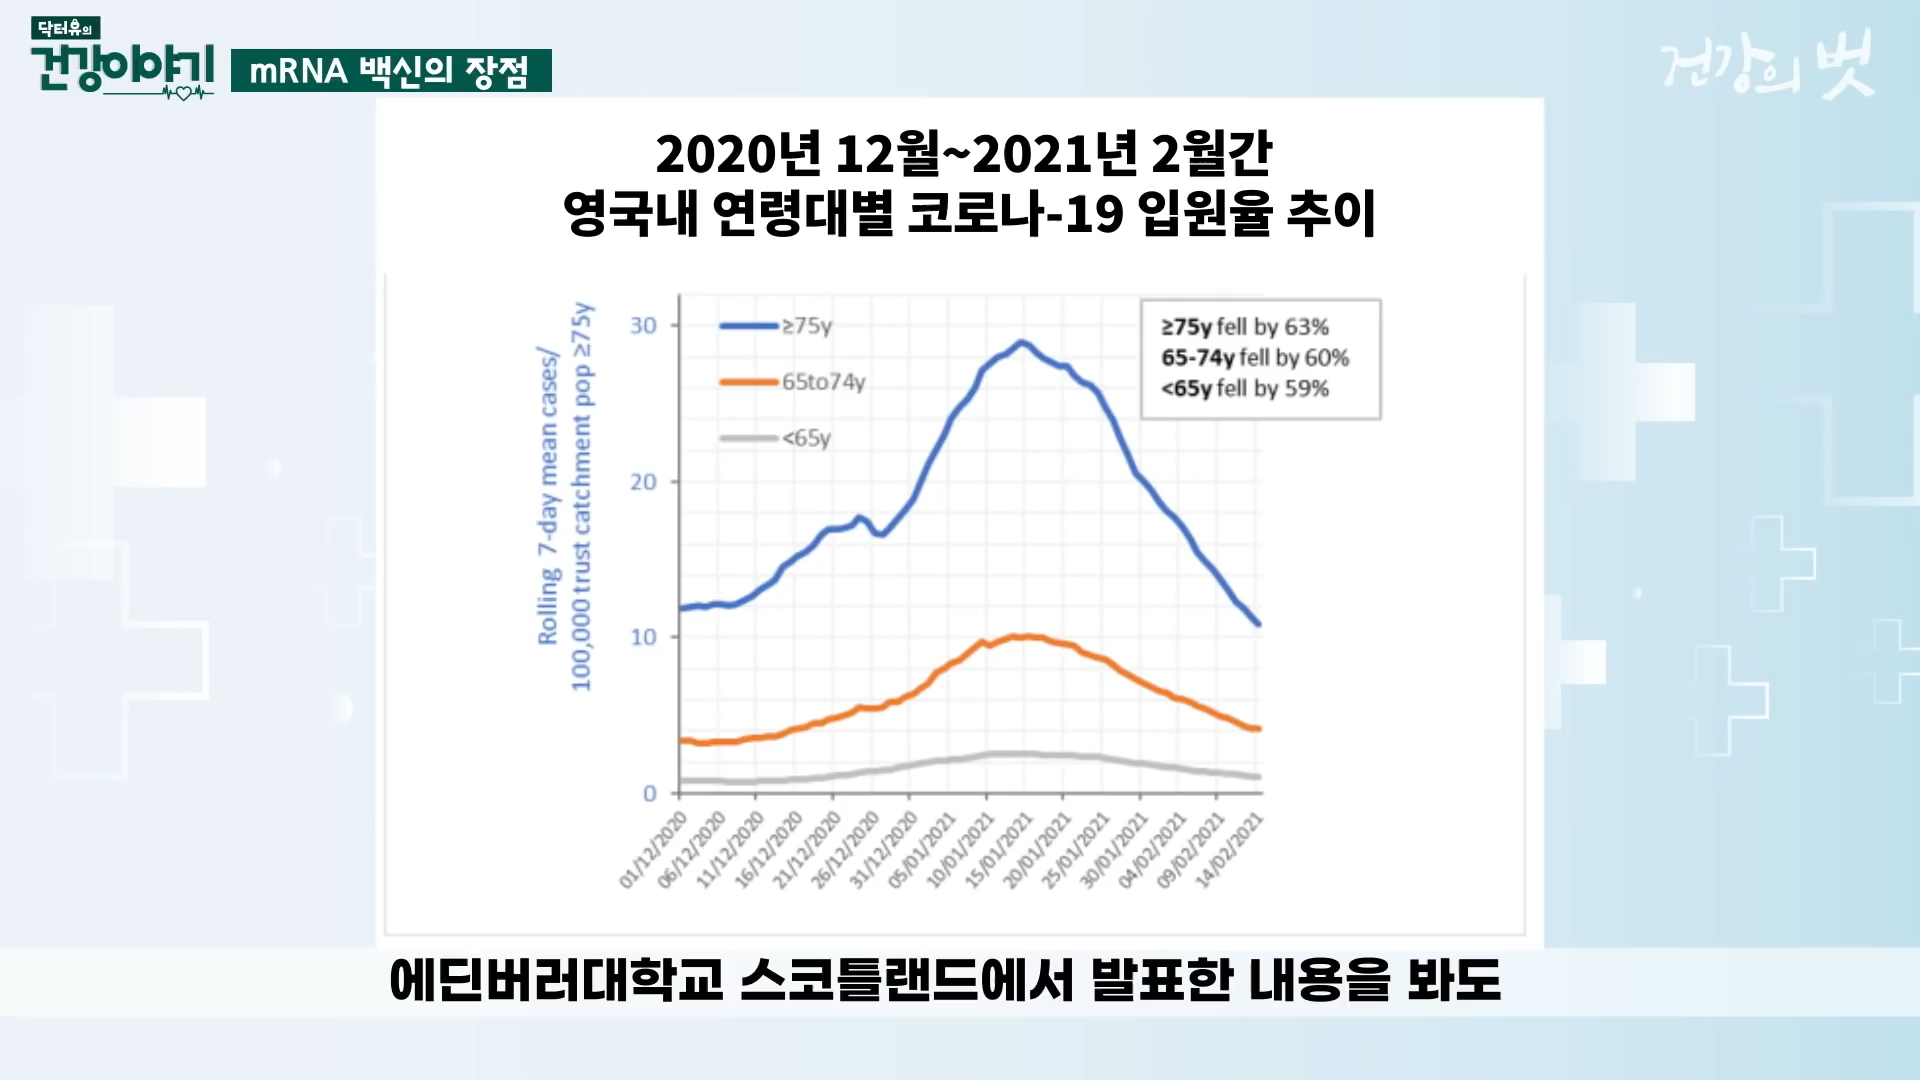 닥터유의
건강이야기
mRNA 백신의 장점
건강의 벗
2020년 12월~2021년 2월간
영국내 연령대별 코로나-19 입원율 추이
Rolling 7-day mean cases/
100,000 trust catchment pop ≥75y
30
20
10
0
≥75y
65to74y
<65y
≥75y fell by 63%
65-74y fell by 60%
<65y fell by 59%
01/12/2020
06/12/2020
11/12/2020
16/12/2020
21/12/2020
26/12/2020
31/12/2020
05/01/2021
10/01/2021
15/01/2021
20/01/2021
25/01/2021
30/01/2021
04/02/2021
09/02/2021
14/02/2021
에딘버러대학교 스코틀랜드에서 발표한 내용을 봐도